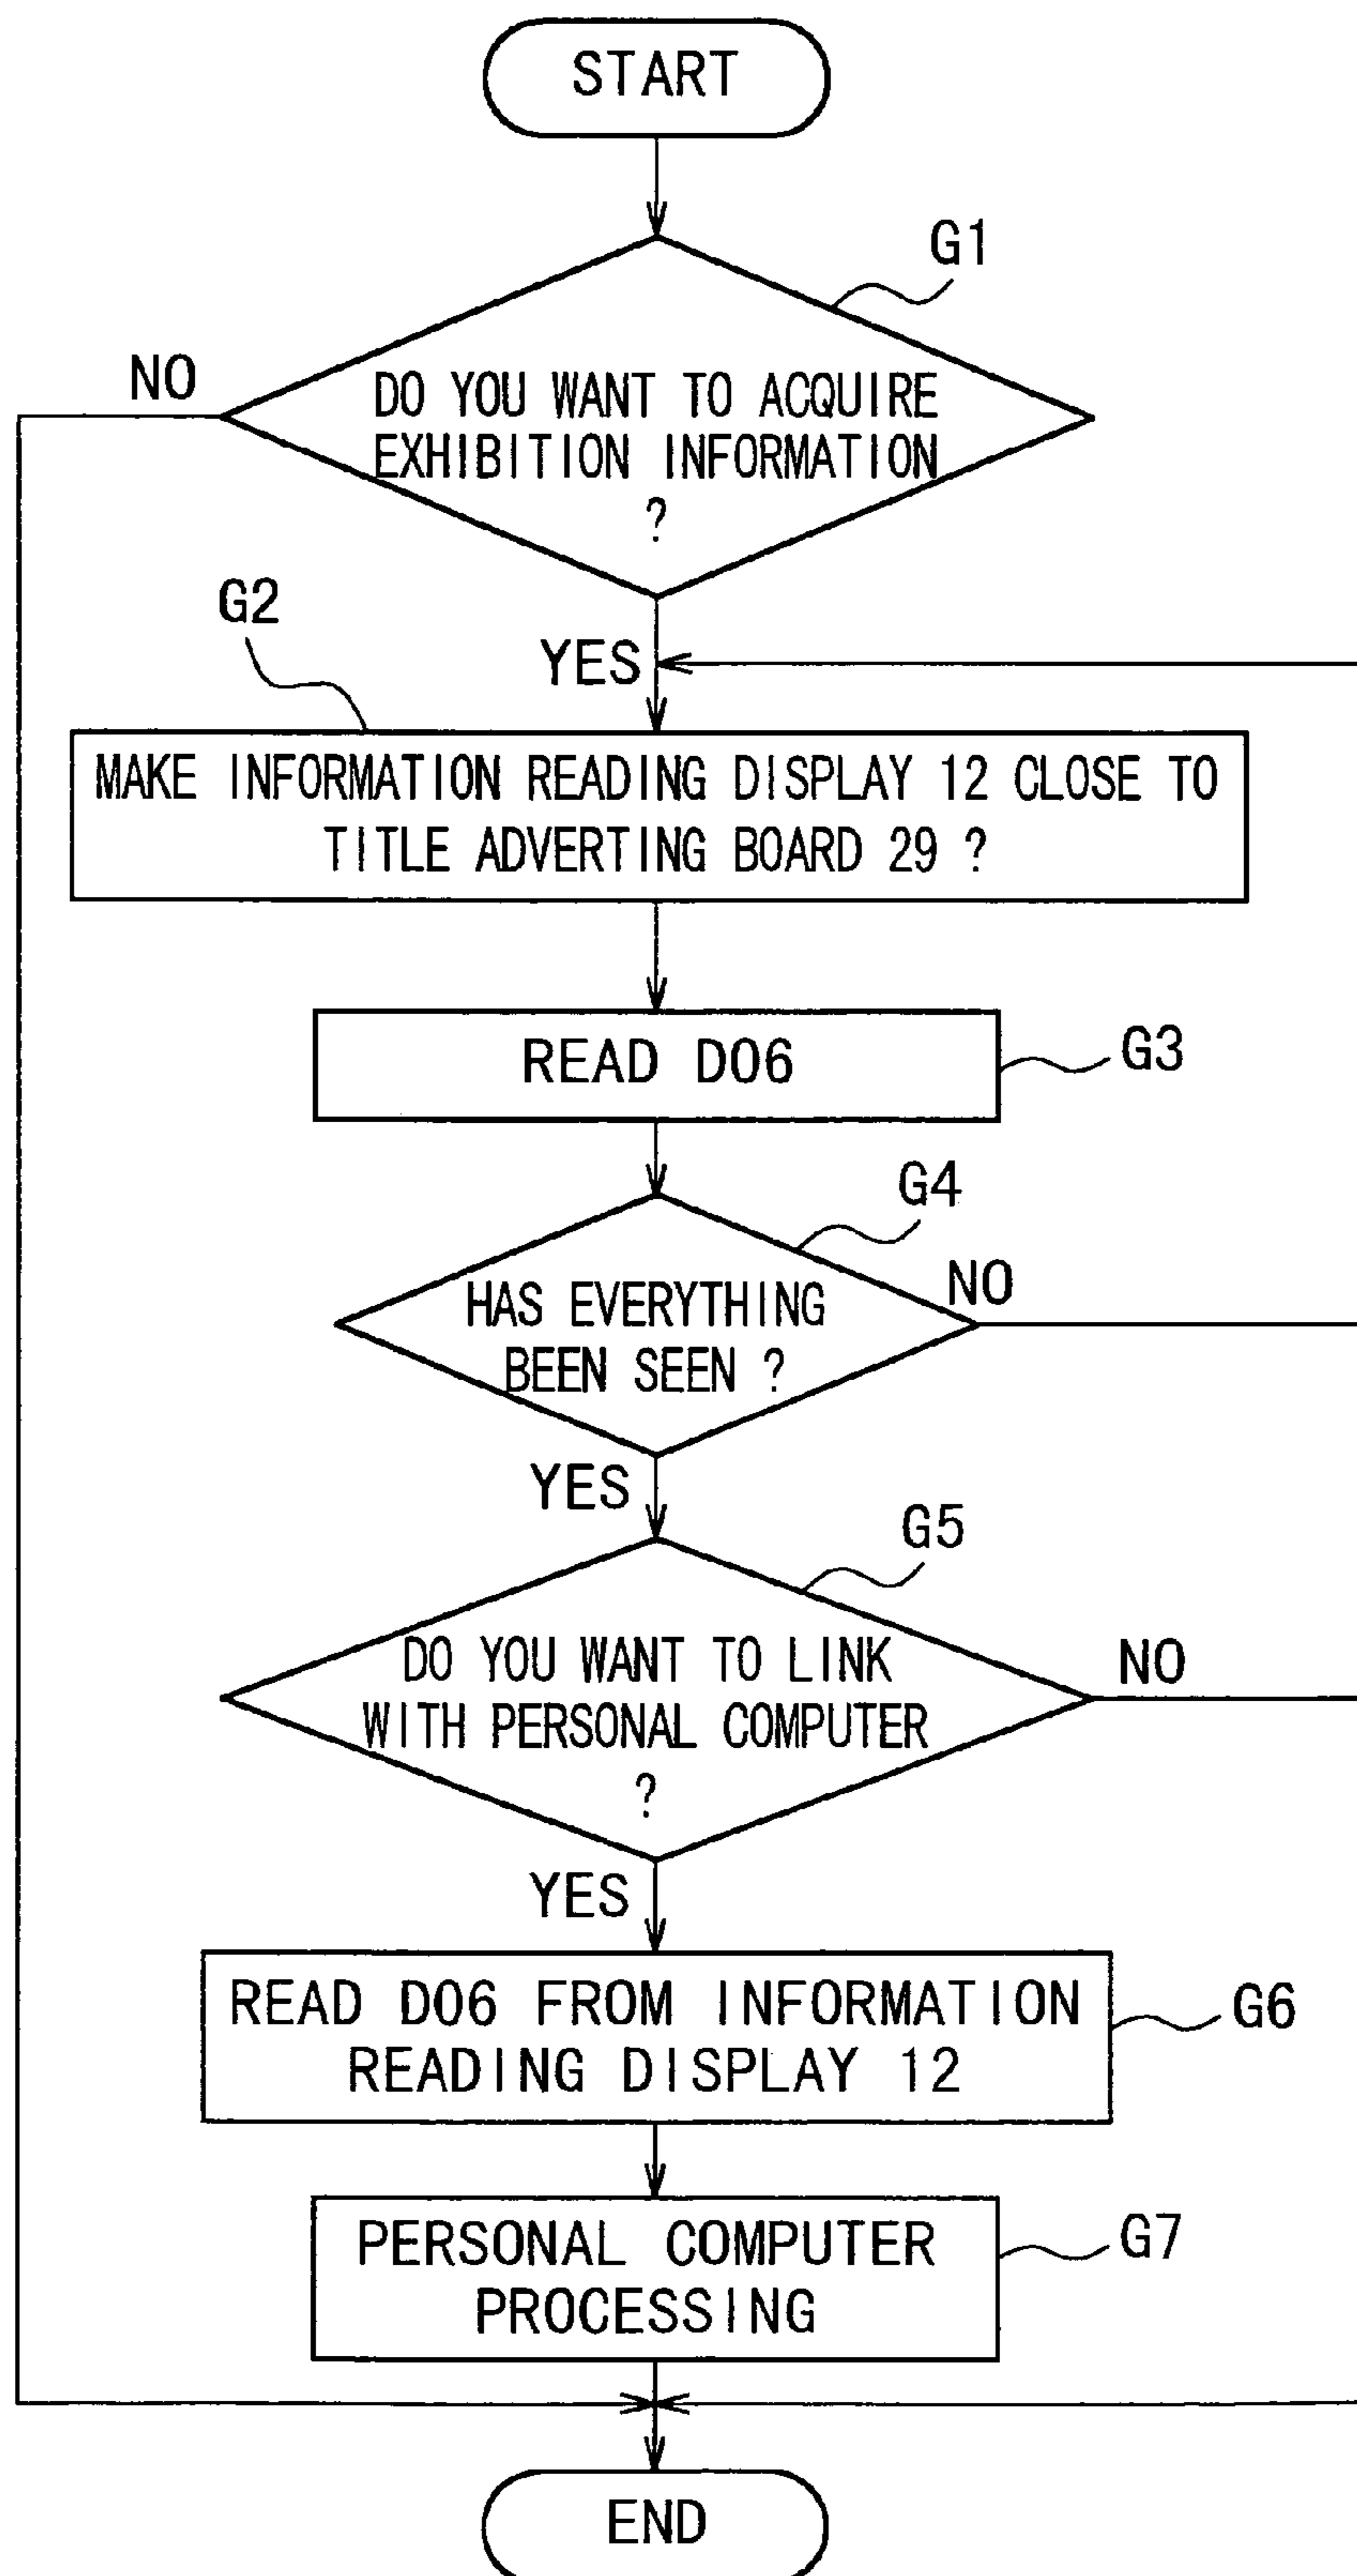 START
G1
NO
DO YOU WANT TO ACQUIRE
EXHIBITION INFORMATION
?
G2
YES
MAKE INFORMATION READING DISPLAY 12 CLOSE TO
TITLE ADVERTING BOARD 29 ?
READ D06
G3
G4
HAS EVERYTHING
BEEN SEEN ?
NO
YES
G5
DO YOU WANT TO LINK
WITH PERSONAL COMPUTER
?
NO
YES
READ D06 FROM INFORMATION
READING DISPLAY 12
G6
PERSONAL COMPUTER
PROCESSING
G7
END